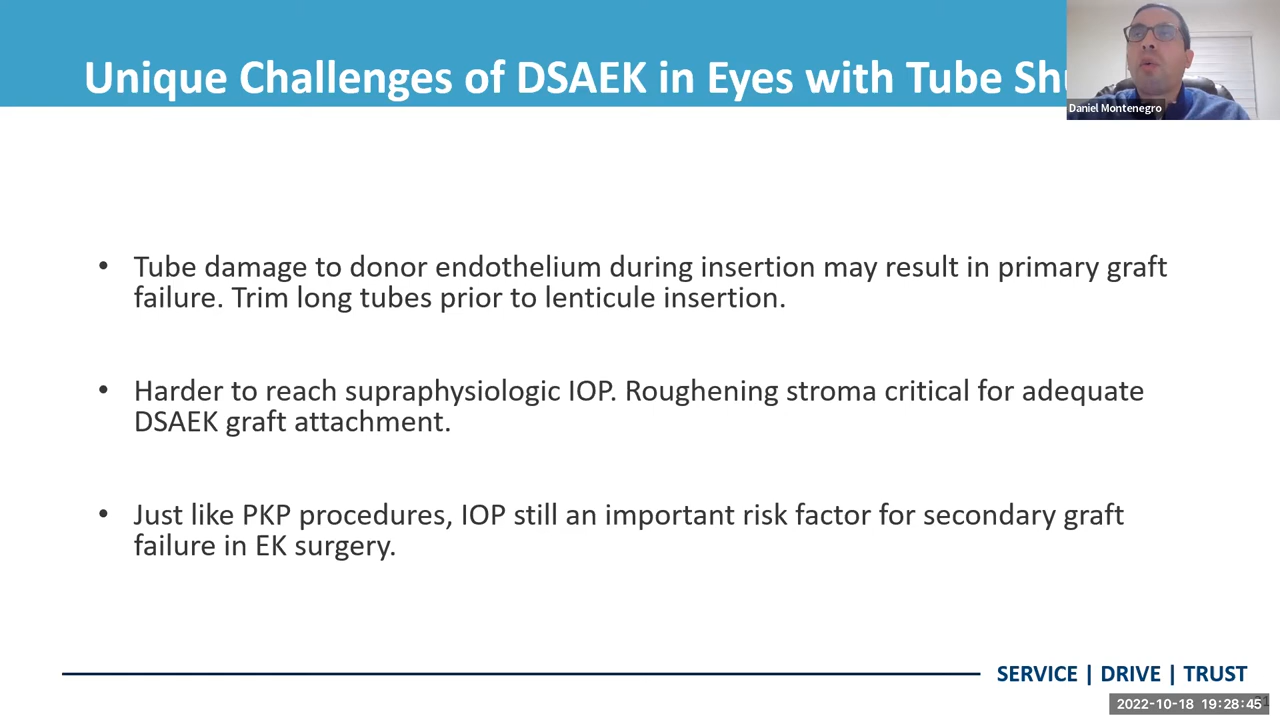 Unique Challenges of DSAEK in Eyes with Tube
Daniel Montenegro
• Tube damage to donor endothelium during insertion may result in primary graft
failure. Trim long tubes prior to lenticule insertion.
• Harder to reach supraphysiologic IOP. Roughening stroma critical for adequate
DSAEK graft attachment.
• Just like PKP procedures, IOP still an important risk factor for secondary graft
failure in EK surgery.
SERVICE | DRIVE | TRUST
2022-10-18 19:28:45